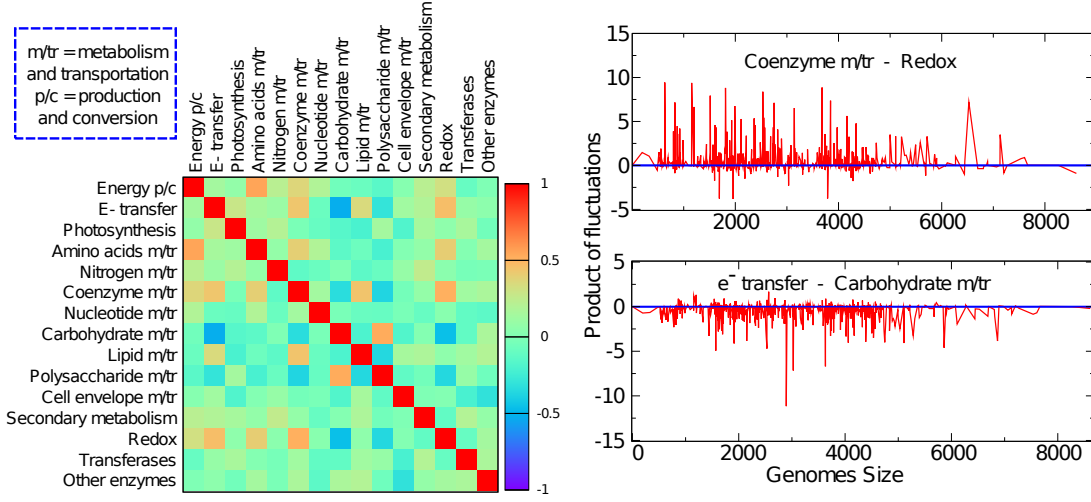 m/tr = metabolism
and transportation
p/c = production
and conversion
Energy p/c
E- transfer
Photosynthesis
Amino acids m/tr
Nitrogen m/tr
Coenzyme m/tr
Nucleotide m/tr
Carbohydrate m/tr
Lipid m/tr
Polysaccharide m/tr
Cell envelope m/tr
Secondary metabolism
Redox
Transferases
Other enzymes
Energy p/c
E- transfer
Photosynthesis
Amino acids m/tr
Nitrogen m/tr
Coenzyme m/tr
Nucleotide m/tr
Carbohydrate m/tr
Lipid m/tr
Polysaccharide m/tr
Cell envelope m/tr
Secondary metabolism
Redox
Transferases
Other enzymes
1
0.5
0
-0.5
-1
Product of fluctuations
15
10
5
0
-5
Coenzyme m/tr - Redox
0 2000 4000 6000 8000
5
0
-5
-10
-15
e⁻ transfer - Carbohydrate m/tr
0 2000 4000 6000 8000
Genomes Size